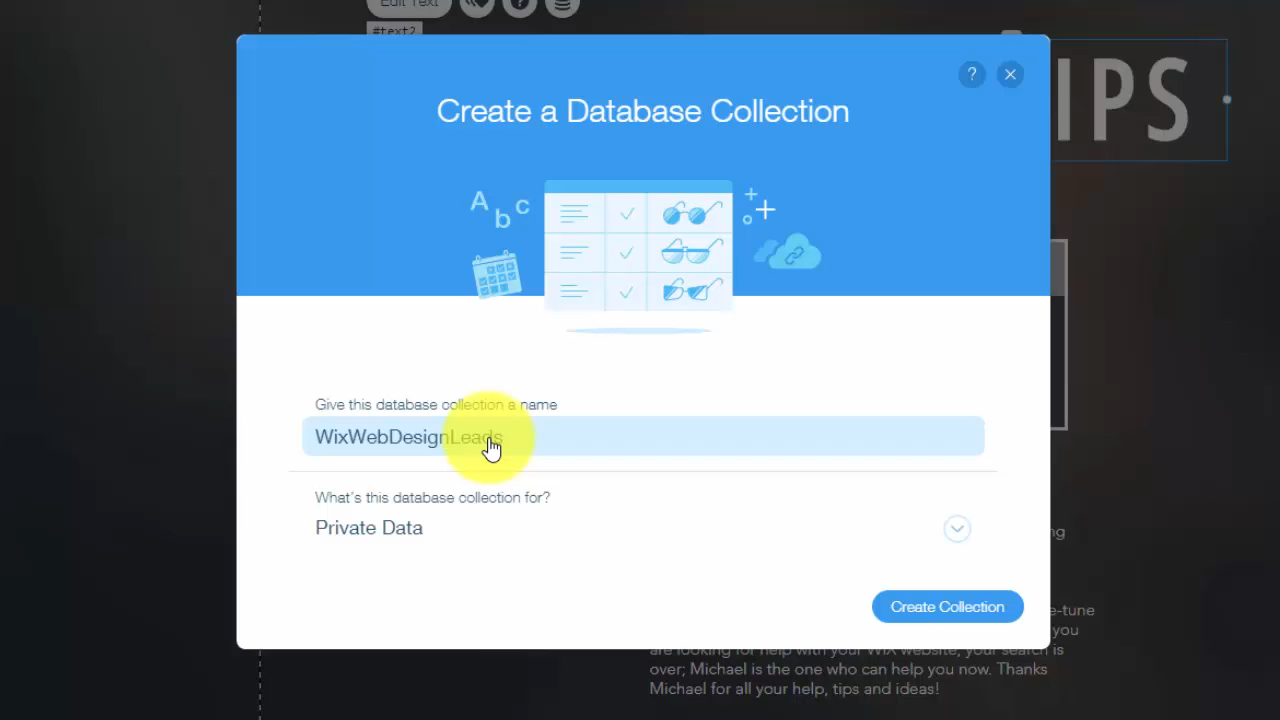 Edit Text
#text2
?
Create a Database Collection
IPS
A b c
Give this database collection a name
WixWebDesignLeads
What's this database collection for?
Private Data
ng
Create Collection
e-tune
you
are looking for help with your WIX website, your search is
over; Michael is the one who can help you now. Thanks
Michael for all your help, tips and ideas!